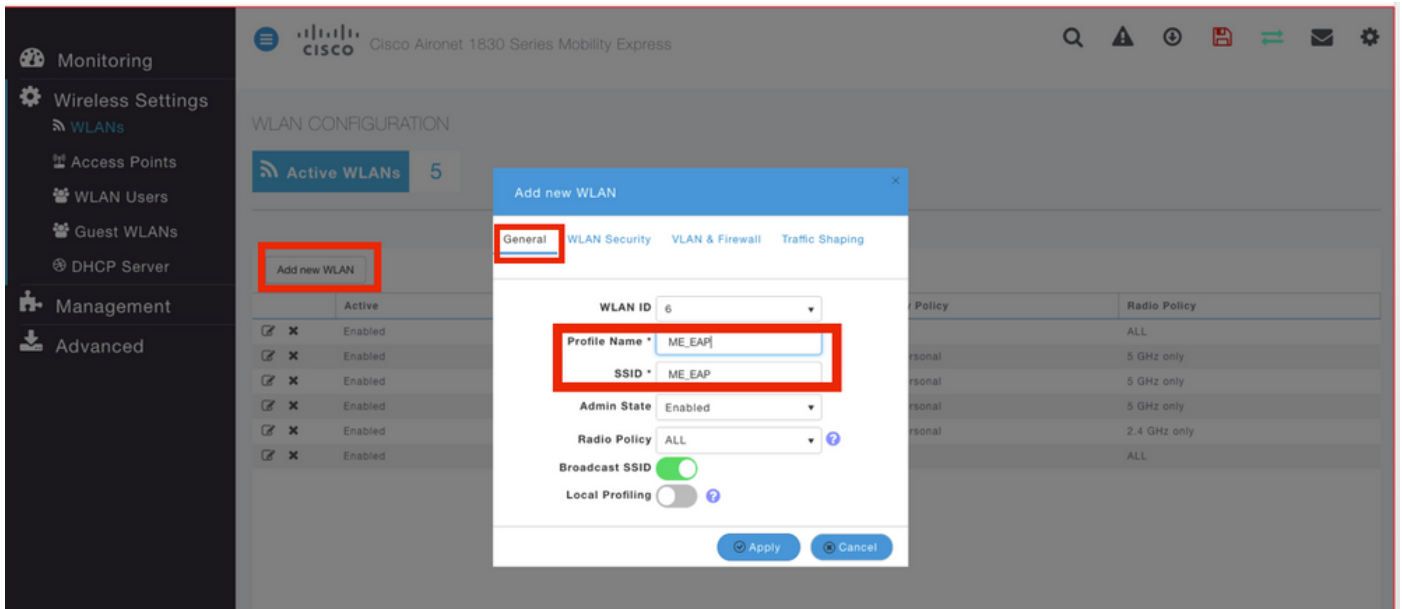 CISCO Cisco Aironet 1830 Series Mobility Express
Monitoring
Wireless Settings
WLANs
Access Points
WLAN Users
Guest WLANs
DHCP Server
Management
Advanced
WLAN CONFIGURATION
Active WLANs 5
Add new WLAN
Active Policy Radio Policy
Enabled ALL
Enabled rsonal 5 GHz only
Enabled rsonal 5 GHz only
Enabled rsonal 5 GHz only
Enabled rsonal 2.4 GHz only
Enabled ALL
Add new WLAN ×
General WLAN Security VLAN & Firewall Traffic Shaping
WLAN ID 6
Profile Name * ME_EAP
SSID * ME_EAP
Admin State Enabled
Radio Policy ALL ?
Broadcast SSID
Local Profiling ?
Apply Cancel